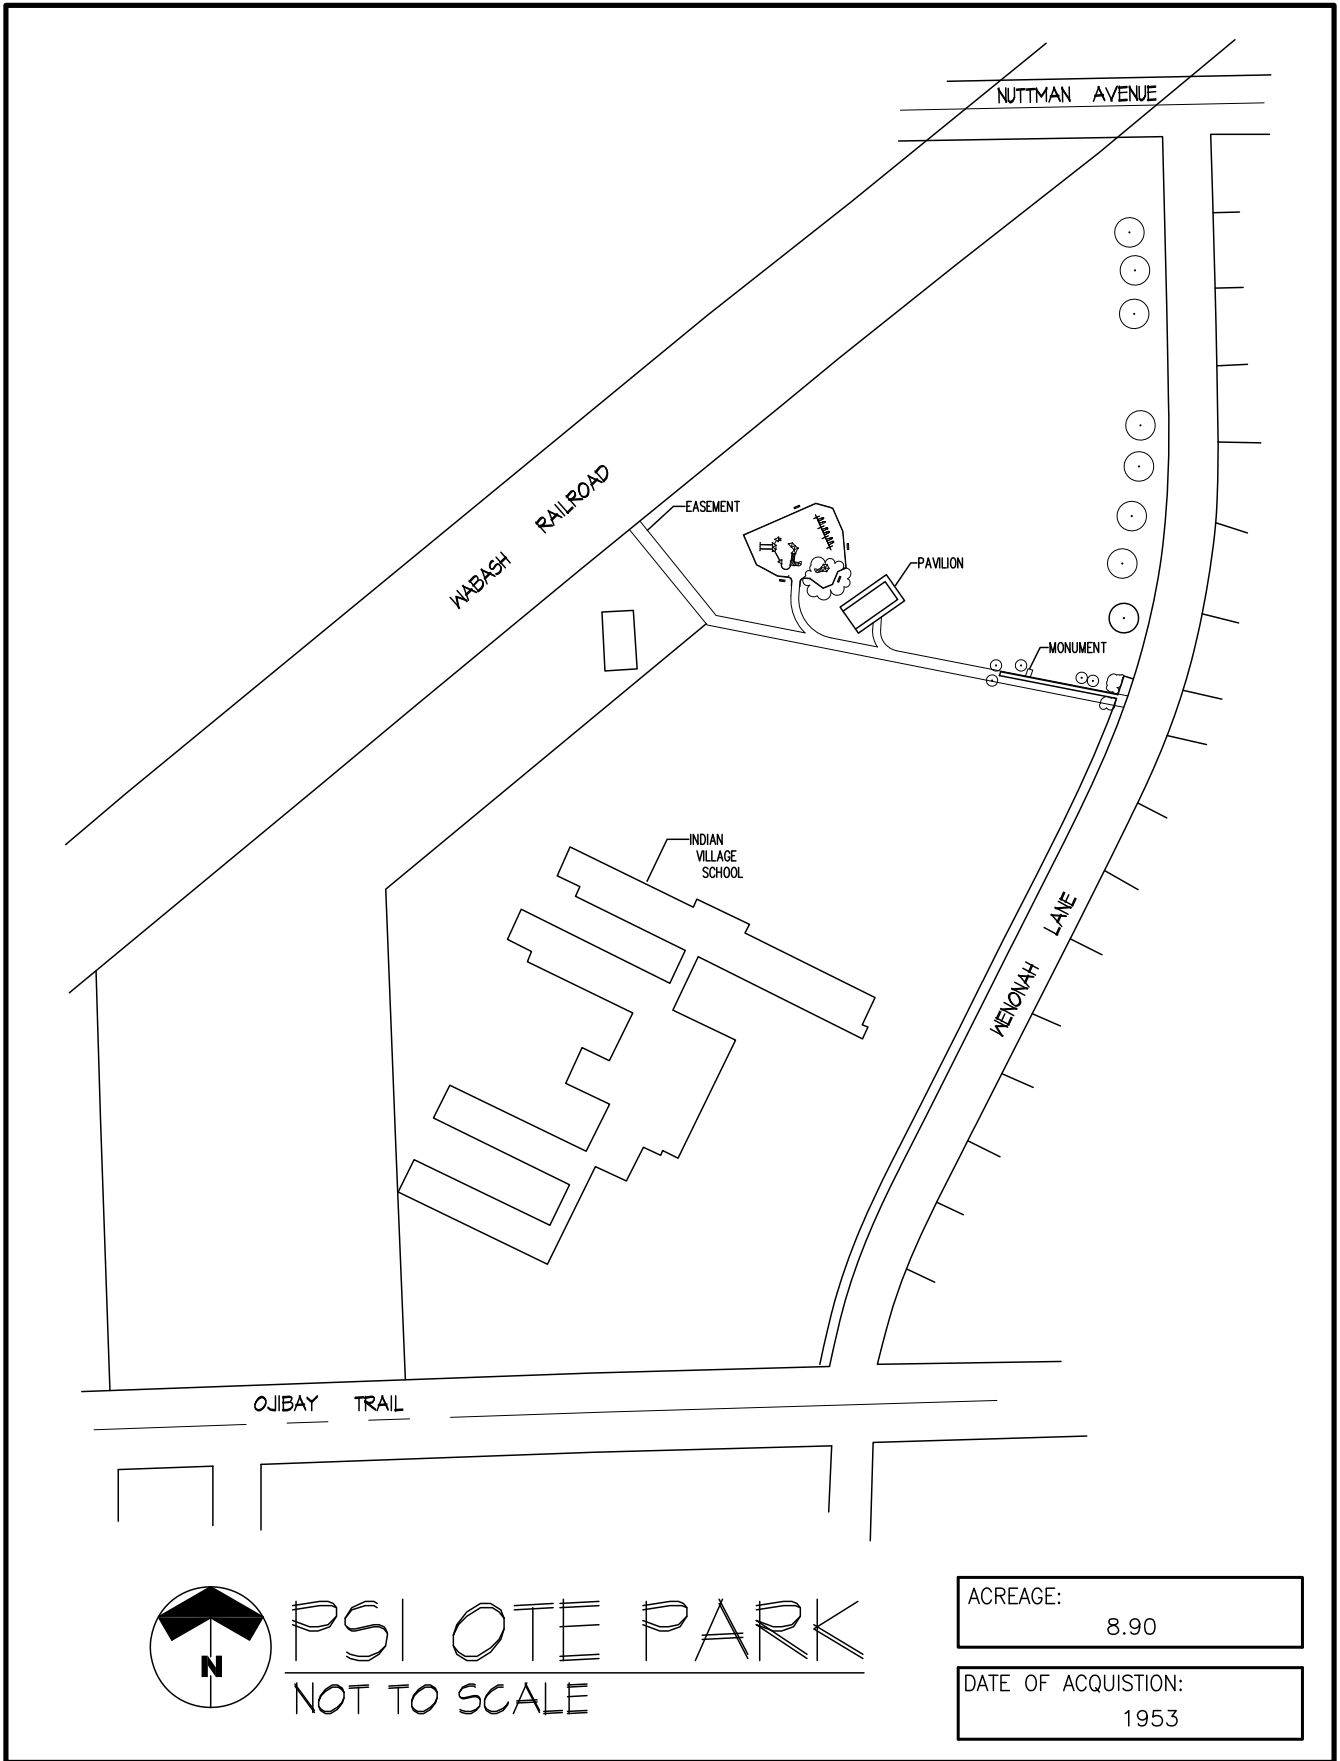 NUTTMAN AVENUE
WABASH RAILROAD
EASEMENT
PAVILION
MONUMENT
INDIAN
VILLAGE
SCHOOL
WENONAH LANE
OJIBAY TRAIL
N
PSI OTE PARK
NOT TO SCALE
ACREAGE:
8.90
DATE OF ACQUISTION:
1953